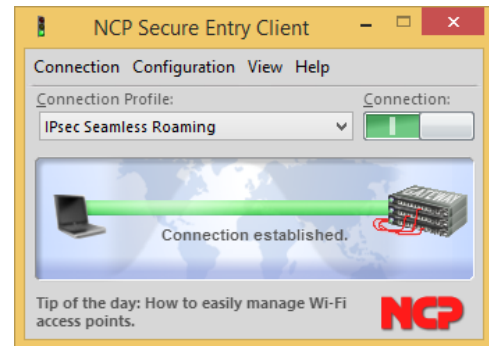 NCP Secure Entry Client
Connection Configuration View Help
Connection Profile: Connection:
IPsec Seamless Roaming
GATEWAY
Connection established.
Tip of the day: How to easily manage Wi-Fi
access points.
NCP